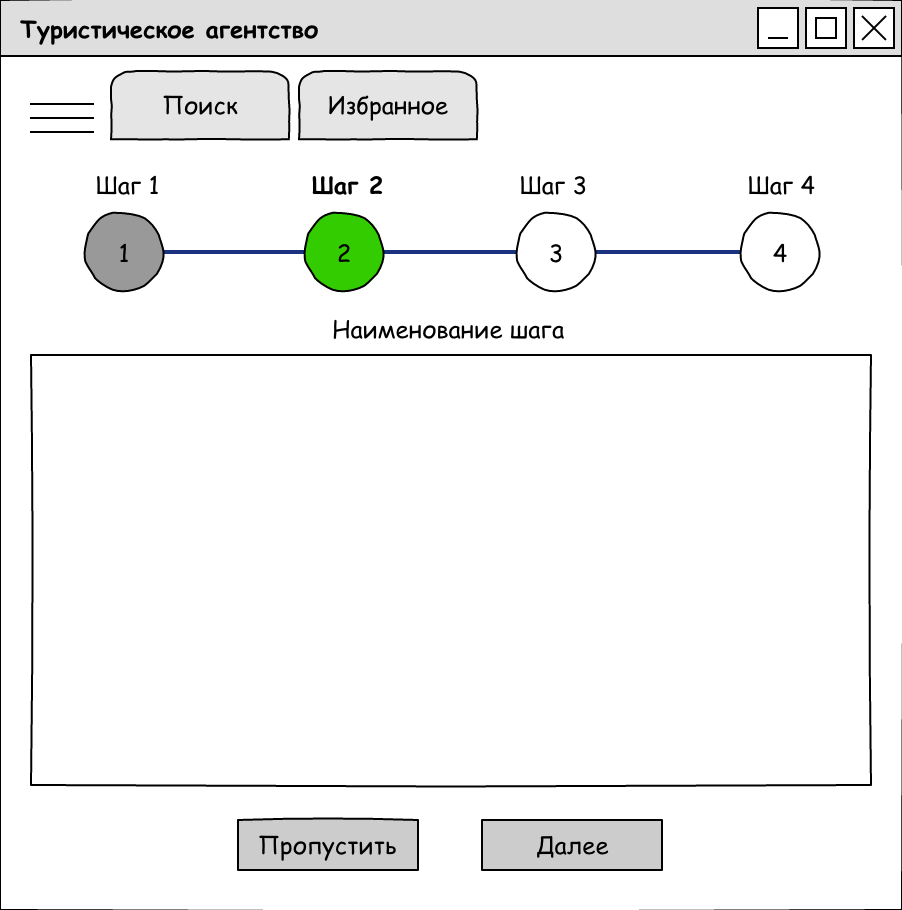 Туристическое агентство
Поиск Избранное
Шаг 1 Шаг 2 Шаг 3 Шаг 4
1 2 3 4
Наименование шага
Пропустить Далее